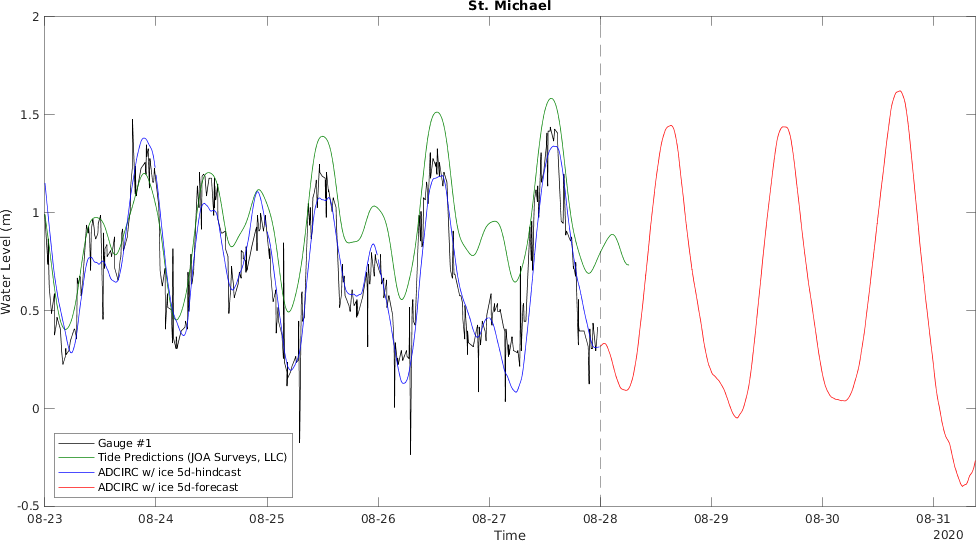 St. Michael
2
1.5
1
0.5
0
-0.5
Water Level (m)
Gauge #1
Tide Predictions (JOA Surveys, LLC)
ADCIRC w/ ice 5d-hindcast
ADCIRC w/ ice 5d-forecast
08-23 08-24 08-25 08-26 08-27 08-28 08-29 08-30 08-31
Time
2020